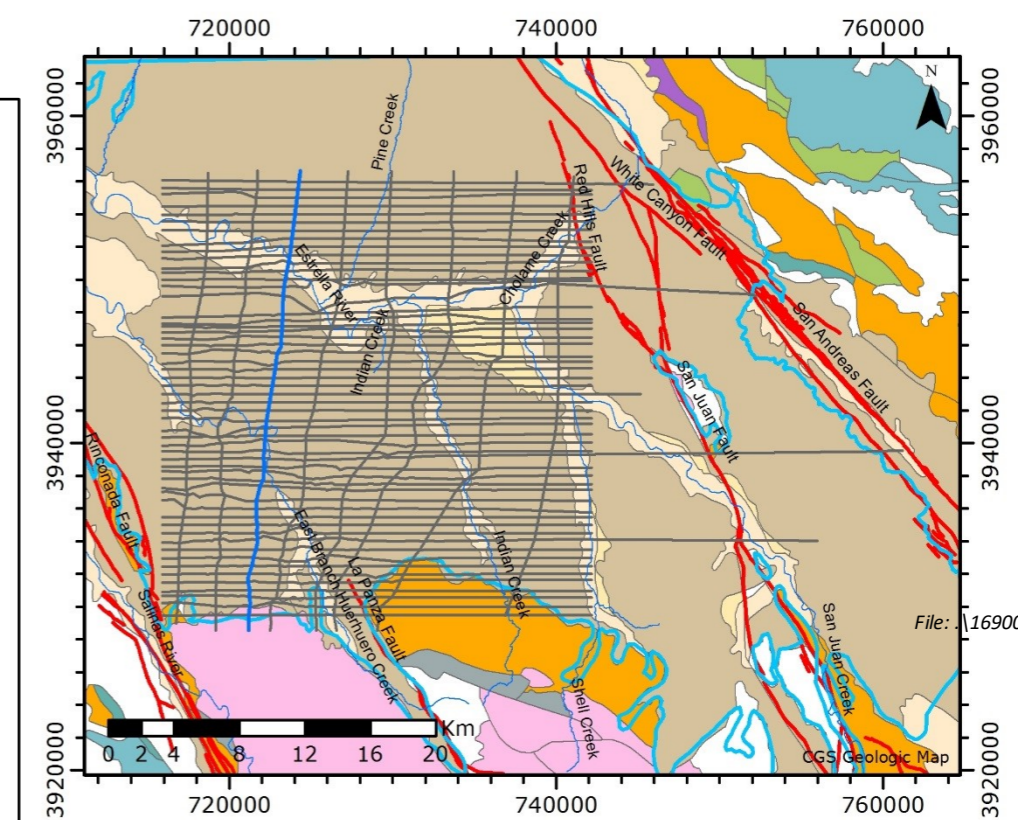 720000
740000
760000
N
3960000
3960000
Pine Creek
White Canyon Fault
Red Hills Fault
Cholame Creek
Estrella River
Indian Creek
San Andreas Fault
San Juan Fault
3940000
3940000
Rinconada Fault
East Branch Huerhuero Creek
La Panza Fault
Indian Creek
Salinas River
San Juan Creek
File: .\16900
Shell Creek
Km
0 2 4 8 12 16 20
CGS Geologic Map
3920000
3920000
720000
740000
760000